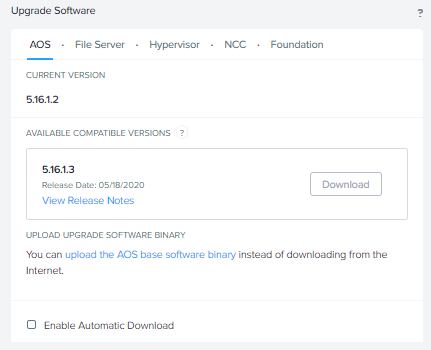 Upgrade Software
?
AOS · File Server · Hypervisor · NCC · Foundation
CURRENT VERSION
5.16.1.2
AVAILABLE COMPATIBLE VERSIONS ?
5.16.1.3
Release Date: 05/18/2020
View Release Notes
Download
UPLOAD UPGRADE SOFTWARE BINARY
You can upload the AOS base software binary instead of downloading from the
Internet.
Enable Automatic Download